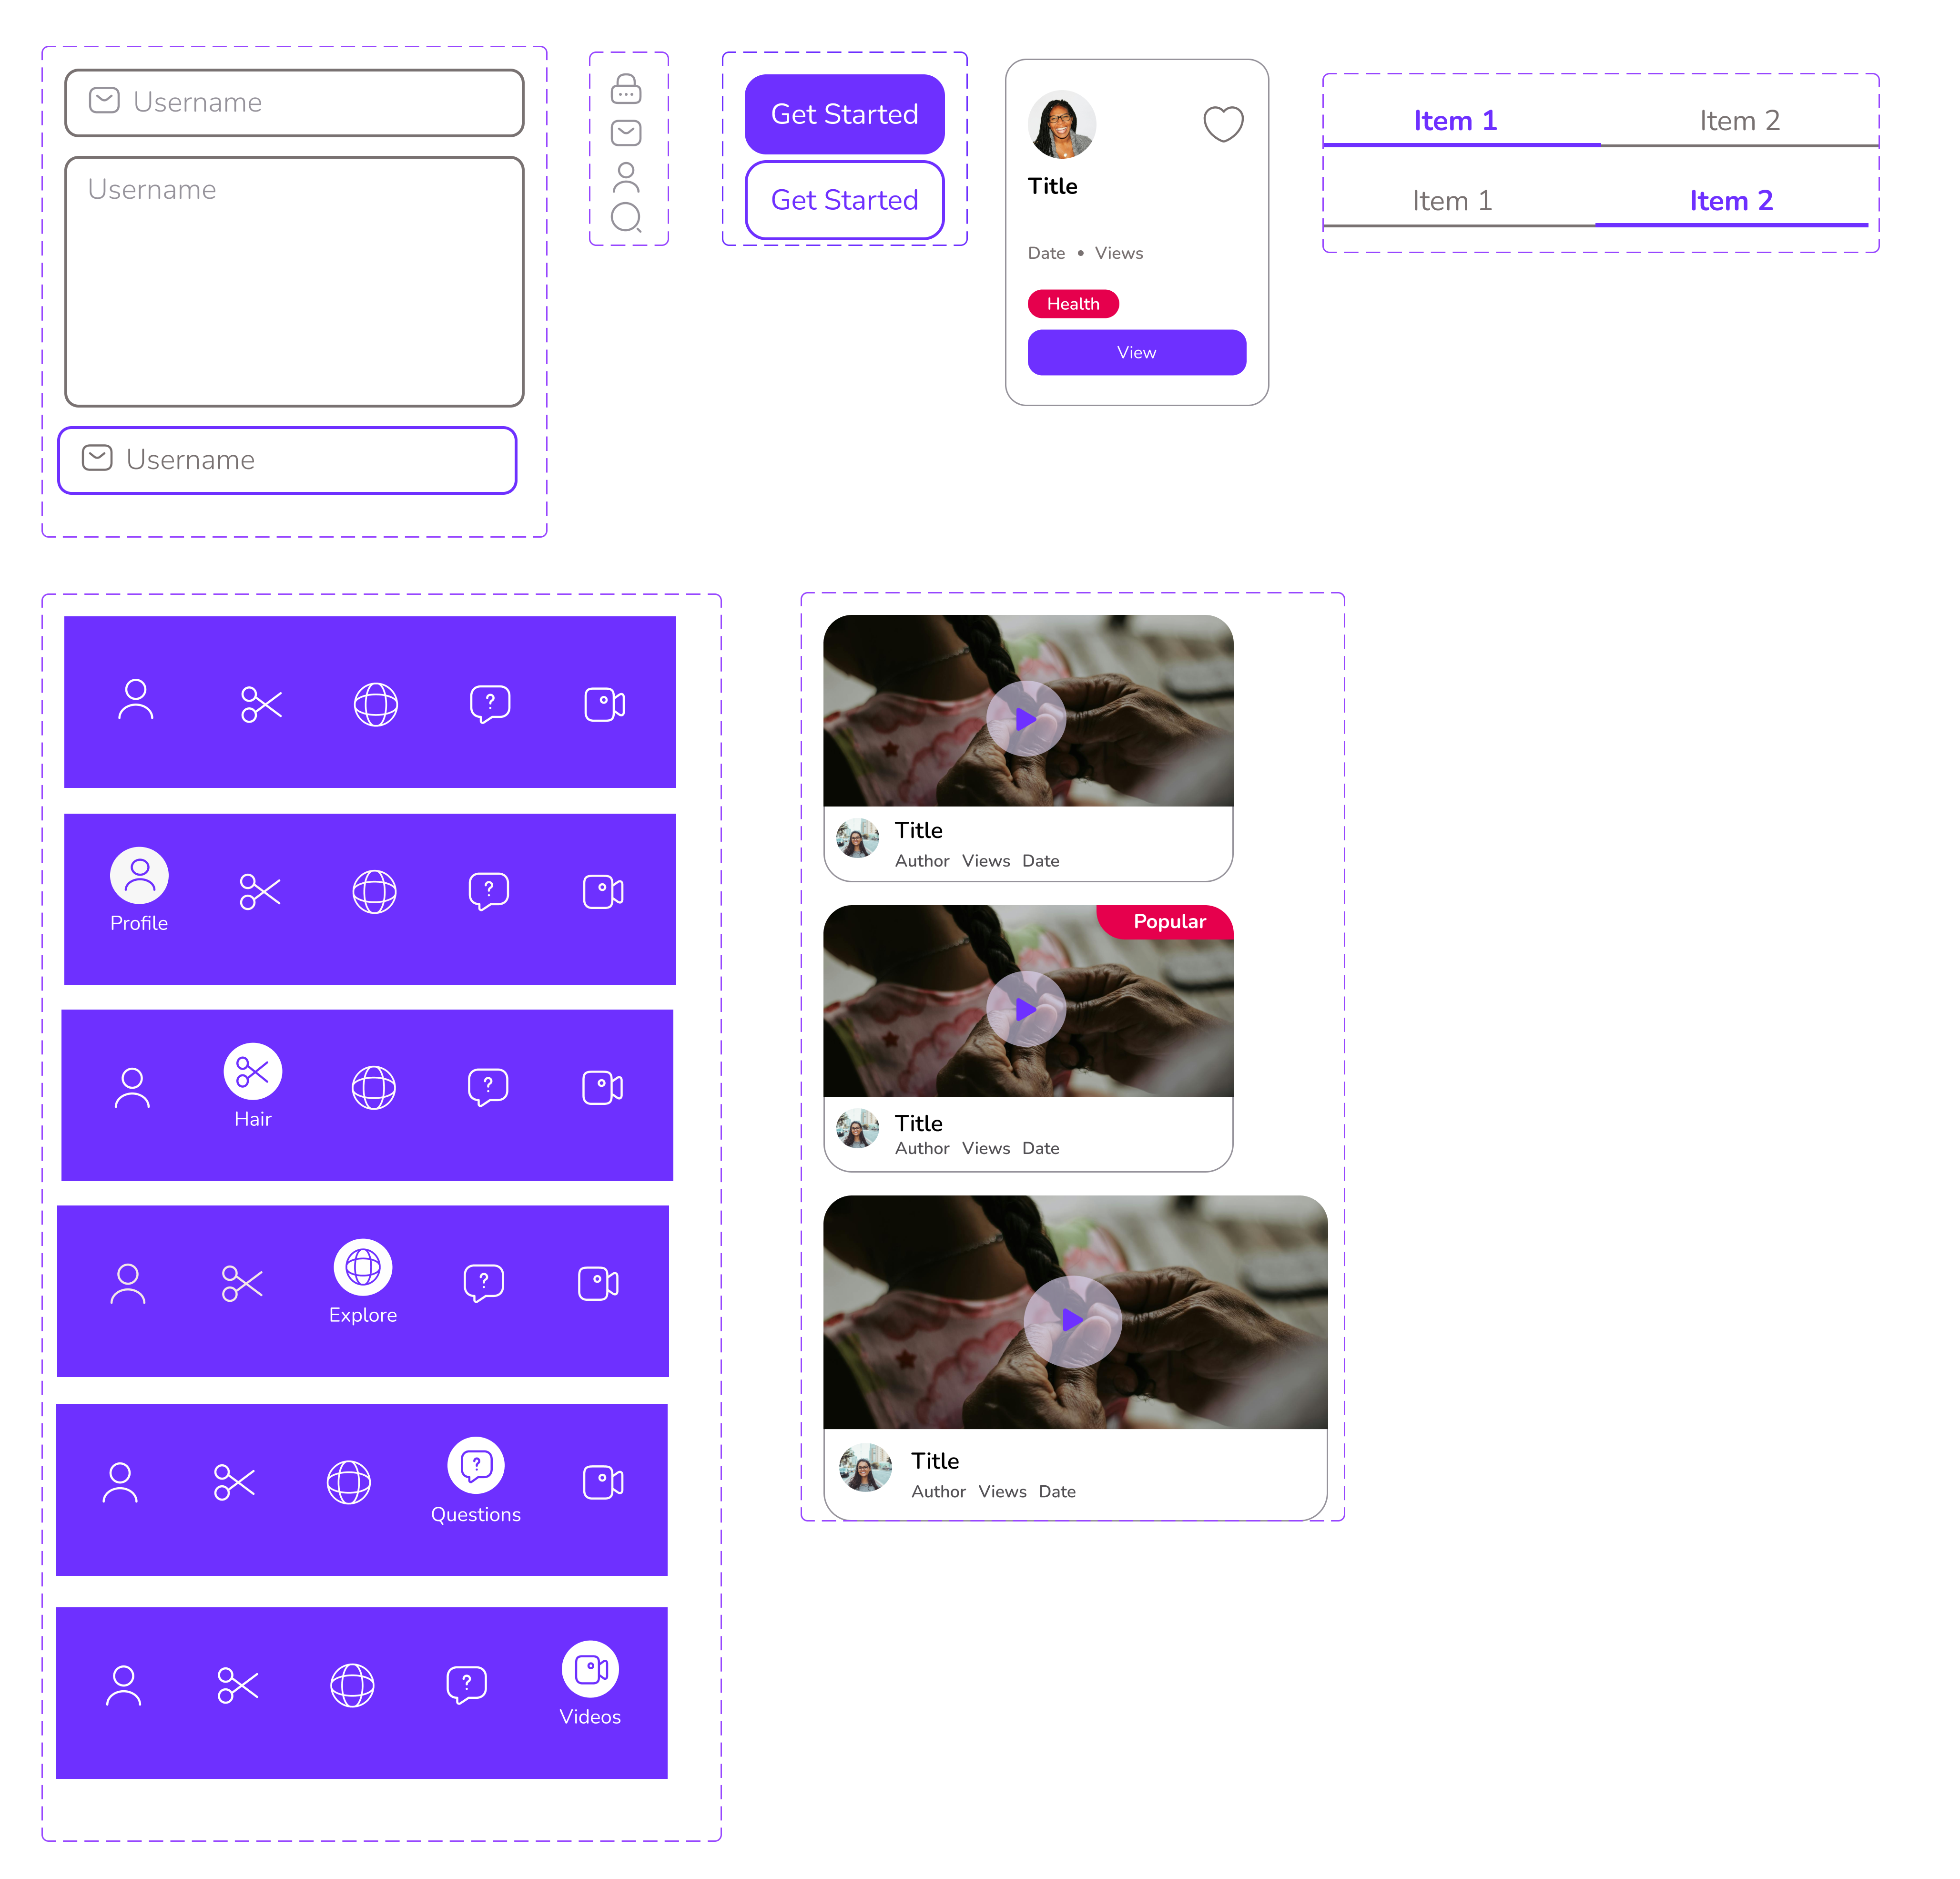 Username
Username
Username
Get Started
Get Started
Title
Date • Views
Health
View
Item 1 Item 2
Item 1 Item 2
Profile
Hair
Explore
Questions
Videos
Title
Author Views Date
Popular
Title
Author Views Date
Title
Author Views Date